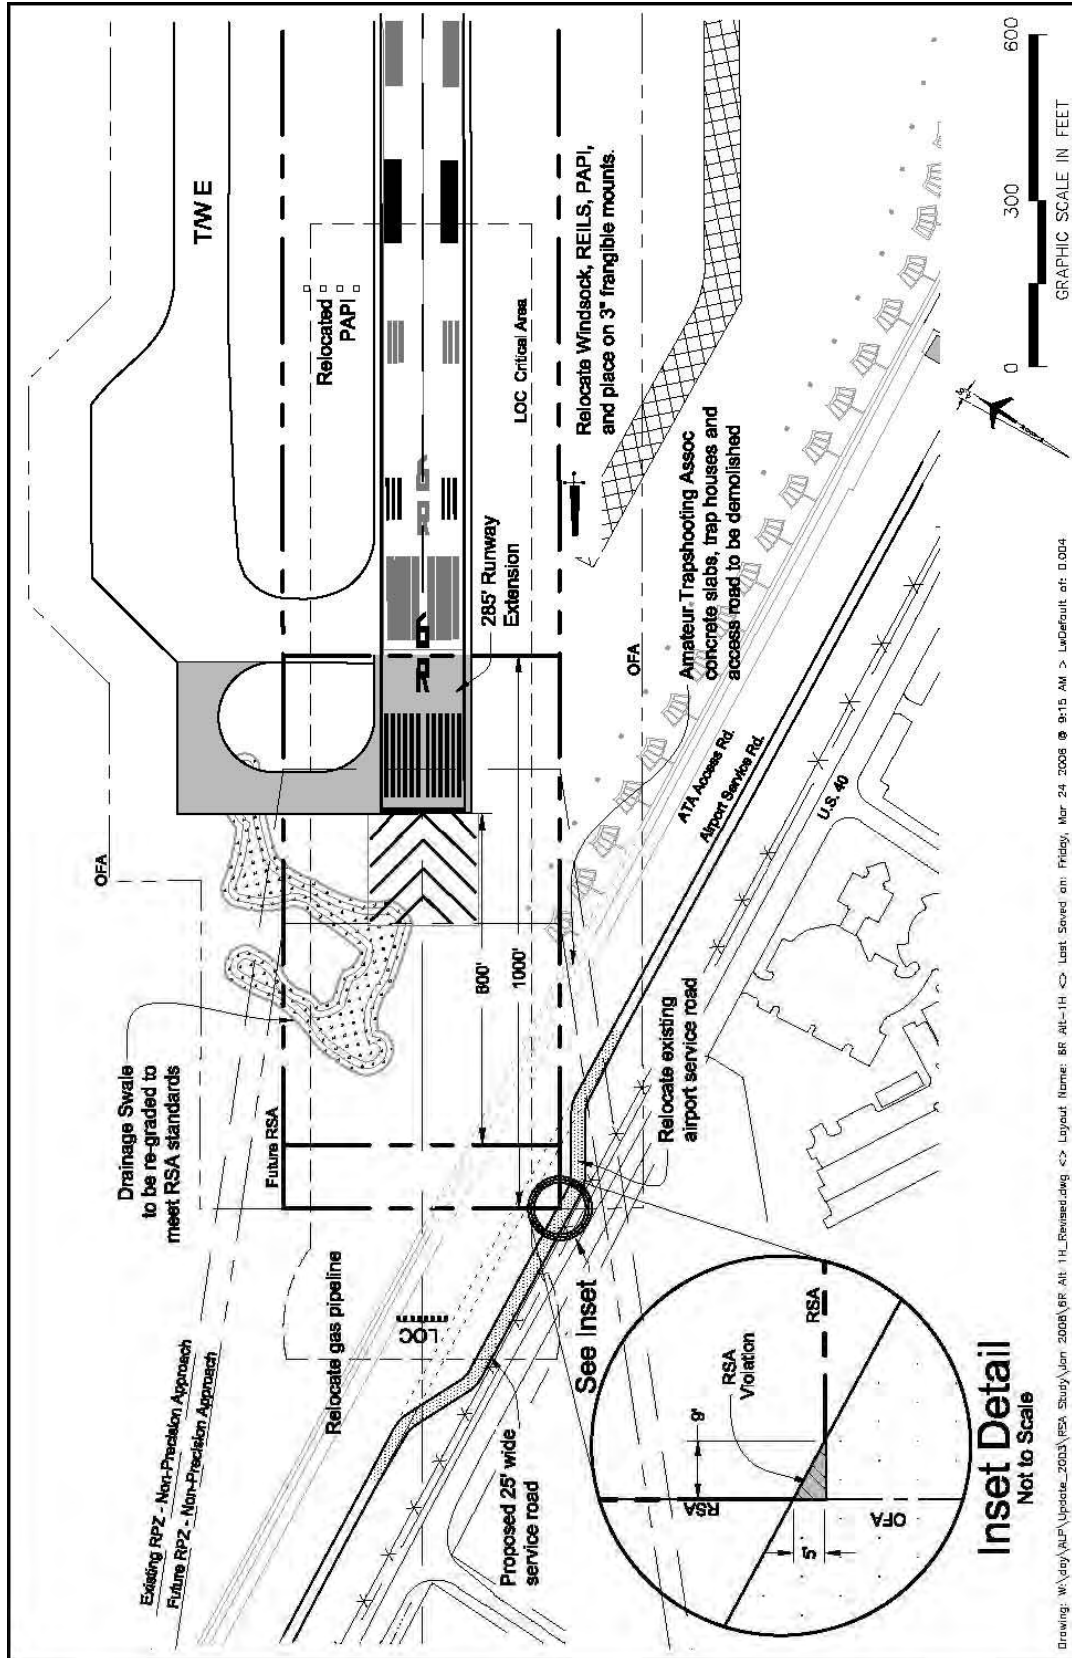 OFA
T/W E
Relocated
PAPI
LOC Critical Area
Relocate Windsock, REILS, PAPI,
and place on 3" frangible mounts.
285' Runway
Extension
OFA
Amateur Trapshooting Assoc
concrete slabs, trap houses and
access road to be demolished
ATA Access Rd.
Airport Service Rd.
U.S. 40
Drainage Swale
to be re-graded to
meet RSA standards
Future RSA
1000'
Relocate existing
airport service road
Existing RPZ - Non-Precision Approach
Future RPZ - Non-Precision Approach
Relocate gas pipeline
LOC
See Inset
Proposed 25' wide
service road
RSA
Violation
9'
RSA
RSA
OFA
5'
Inset Detail
Not to Scale
0 300 600
GRAPHIC SCALE IN FEET